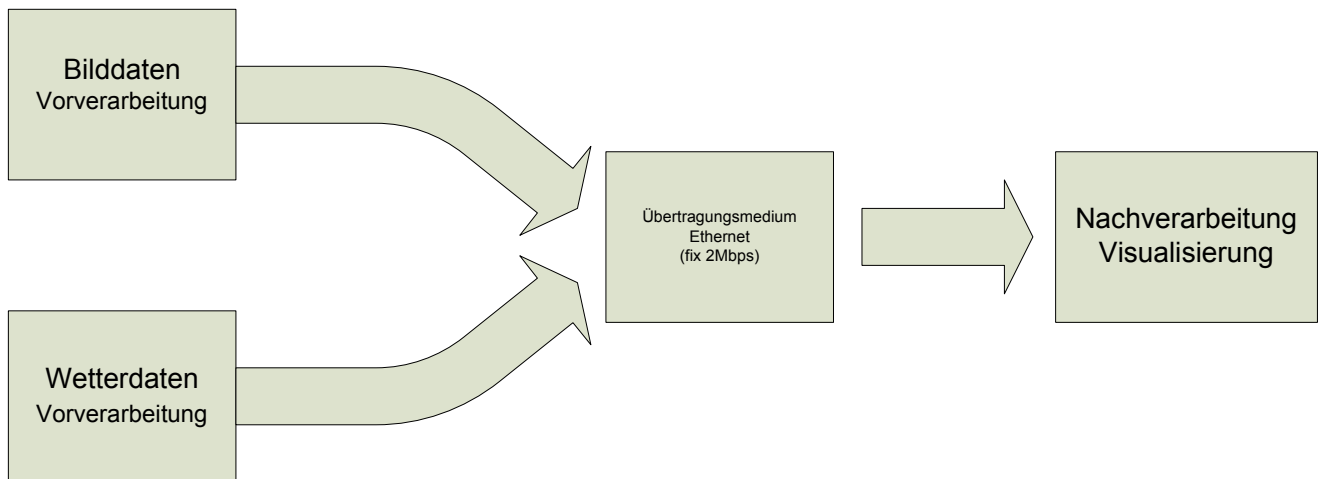 Bilddaten
Vorverarbeitung
Wetterdaten
Vorverarbeitung
Übertragungsmedium
Ethernet
(fix 2Mbps)
Nachverarbeitung
Visualisierung